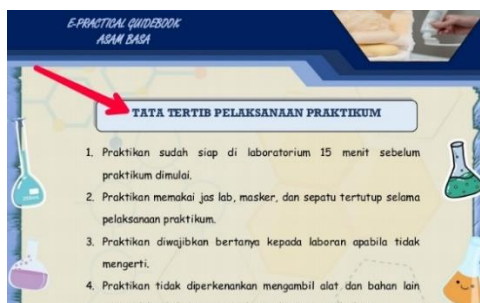 E-PRACTICAL GUIDEBOOK
ASAM BASA
TATA TERTIB PELAKSANAAN PRAKTIKUM
1. Praktikan sudah siap di laboratorium 15 menit sebelum
praktikum dimulai.
2. Praktikan memakai jas lab, masker, dan sepatu tertutup selama
pelaksanaan praktikum.
3. Praktikan diwajibkan bertanya kepada laboran apabila tidak
mengerti.
4. Praktikan tidak diperkenankan mengambil alat dan bahan lain